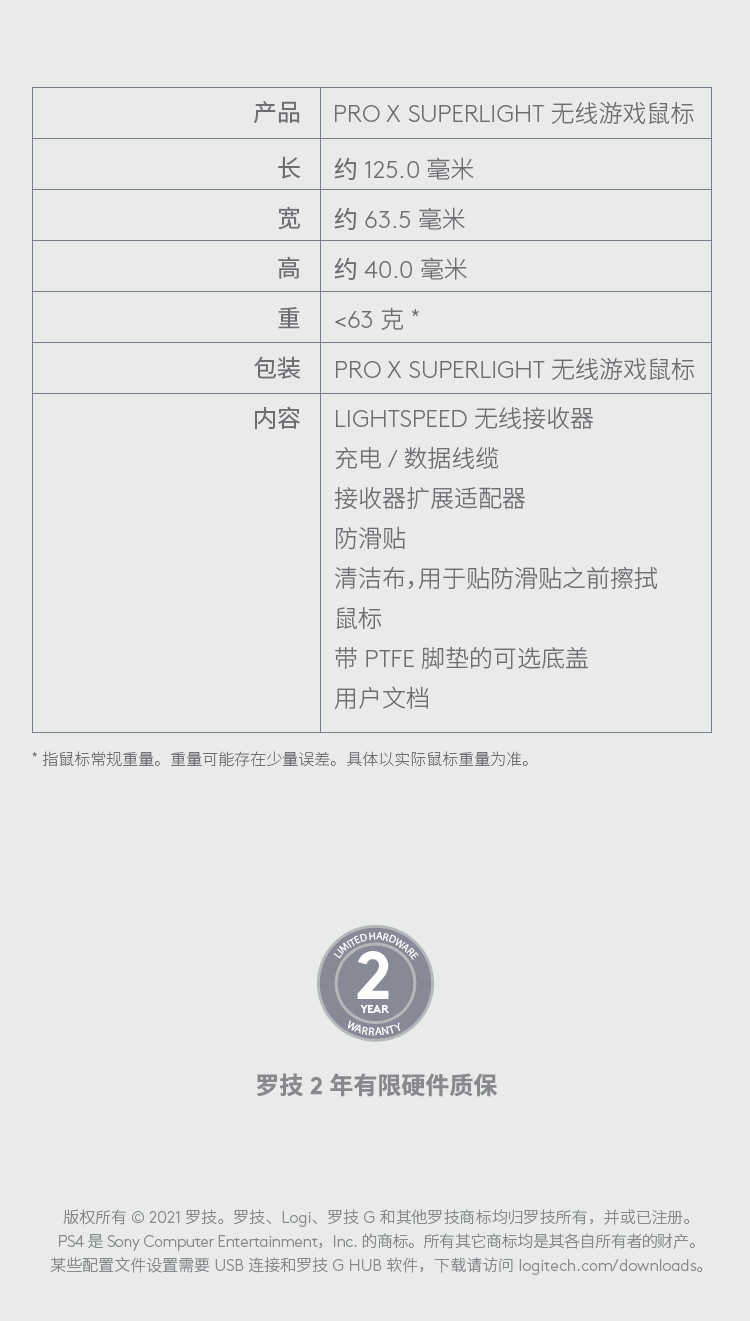 产品 PRO X SUPERLIGHT 无线游戏鼠标
长 约 125.0 毫米
宽 约 63.5 毫米
高 约 40.0 毫米
重 <63 克 *
包装 PRO X SUPERLIGHT 无线游戏鼠标
内容 LIGHTSPEED 无线接收器
充电 / 数据线缆
接收器扩展适配器
防滑贴
清洁布，用于贴防滑贴之前擦拭
鼠标
带 PTFE 脚垫的可选底盖
用户文档
* 指鼠标常规重量。重量可能存在少量误差。具体以实际鼠标重量为准。
LIMITED HARDWARE
2
YEAR
WARRANTY
罗技 2 年有限硬件质保
版权所有 © 2021 罗技。罗技、Logi、罗技 G 和其他罗技商标均归罗技所有，并或已注册。
PS4 是 Sony Computer Entertainment，Inc. 的商标。所有其它商标均是其各自所有者的财产。
某些配置文件设置需要 USB 连接和罗技 G HUB 软件，下载请访问 logitech.com/downloads。